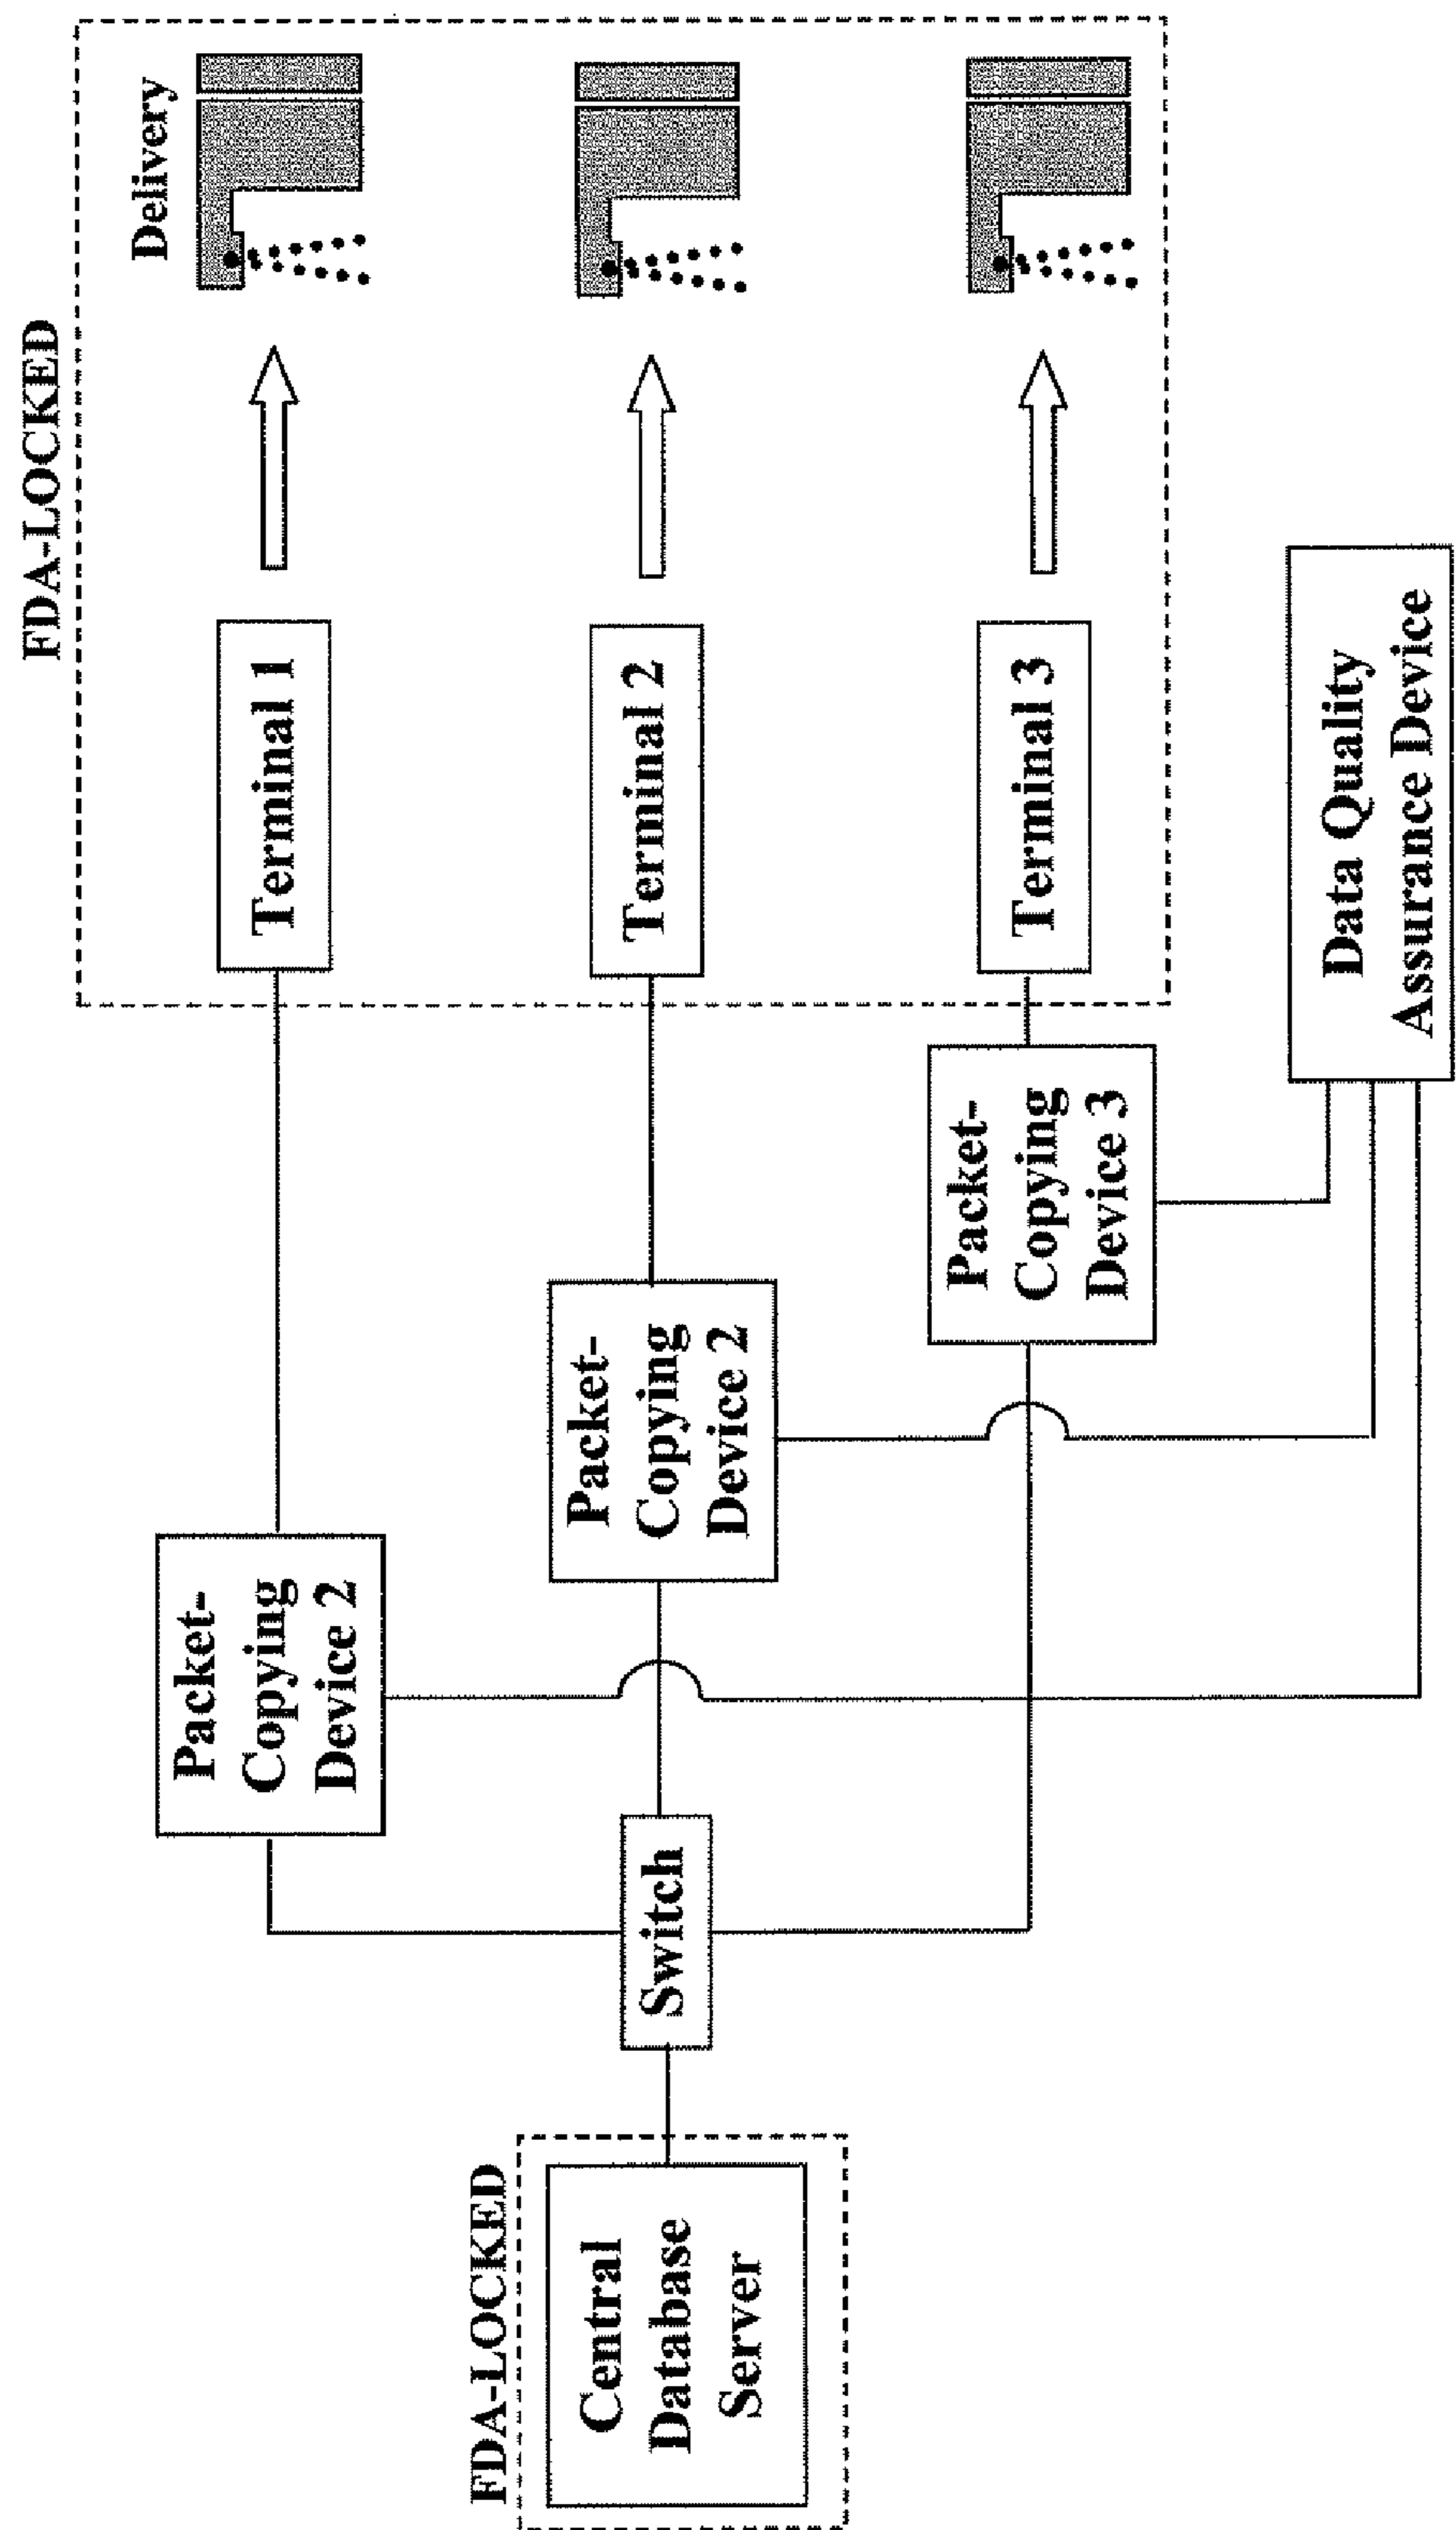 FDA-LOCKED
Delivery
Terminal 1
Terminal 2
Terminal 3
Packet-
Copying
Device 2
Packet-
Copying
Device 2
Packet-
Copying
Device 3
Data Quality
Assurance Device
Switch
FDA-LOCKED
Central
Database
Server